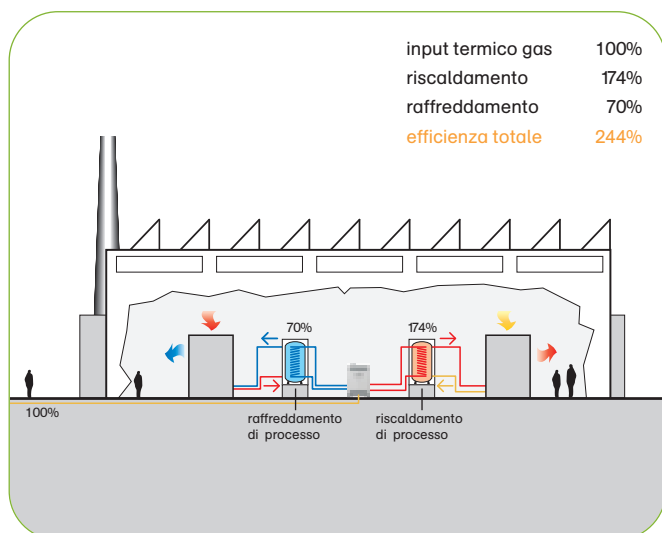 input termico gas 100%
riscaldamento 174%
raffreddamento 70%
efficienza totale 244%
70% 174%
100%
raffreddamento
di processo
riscaldamento
di processo